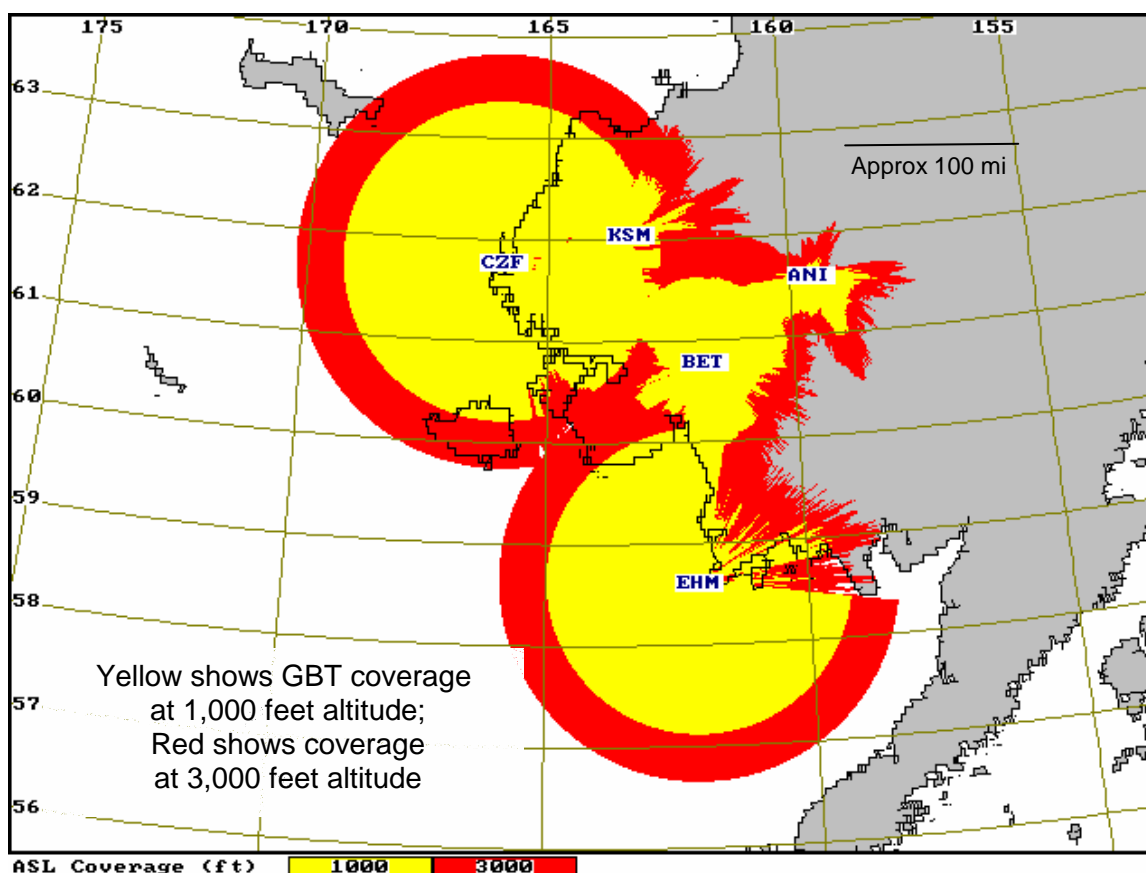 175 170 165 160 155
63
62
KSM
Approx 100 mi
CZF
ANI
61
BET
60
59
EHM
58
Yellow shows GBT coverage
at 1,000 feet altitude;
57
Red shows coverage
at 3,000 feet altitude
56
ASL Coverage (ft) 1000 3000